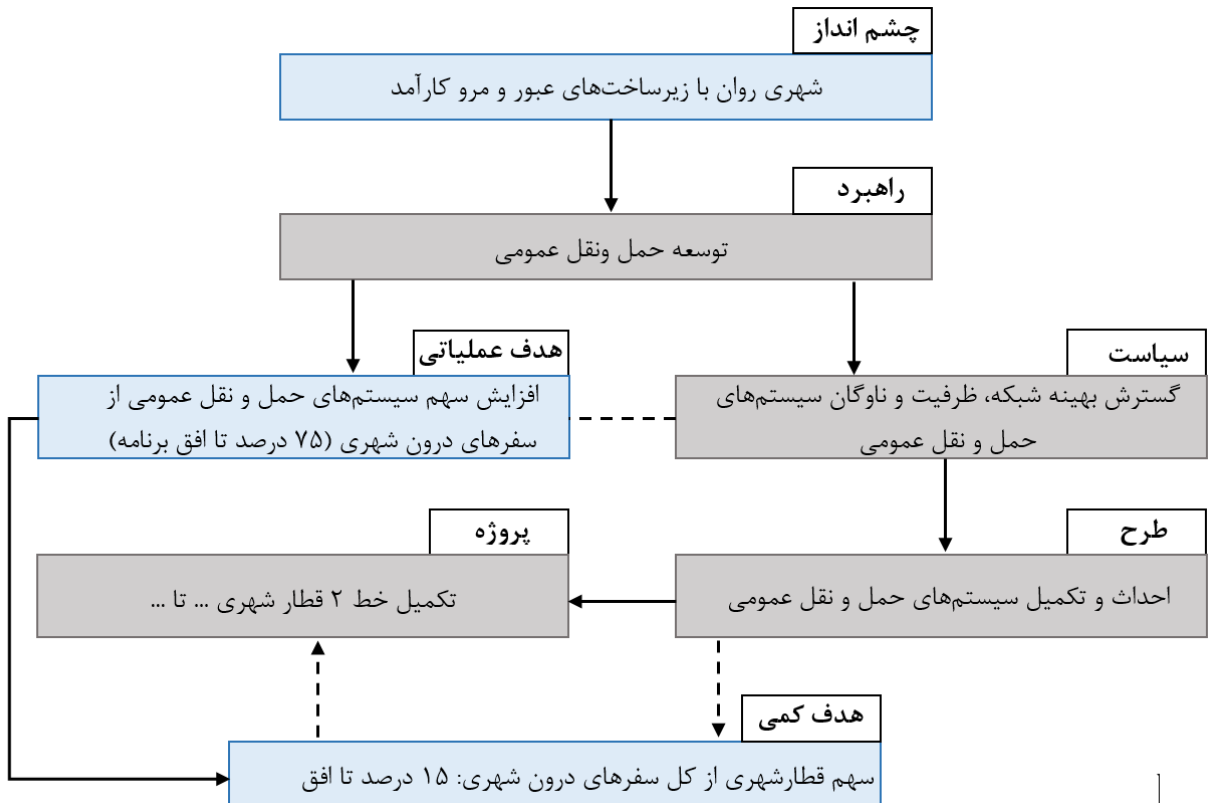 چشم انداز
شهری روان با زیرساخت‌های عبور و مرو کارآمد
راهبرد
توسعه حمل ونقل عمومی
سیاست
گسترش بهینه شبکه، ظرفیت و ناوگان سیستم‌های
حمل و نقل عمومی
هدف عملیاتی
افزایش سهم سیستم‌های حمل و نقل عمومی از
سفرهای درون شهری (۷۵ درصد تا افق برنامه)
طرح
احداث و تکمیل سیستم‌های حمل و نقل عمومی
پروژه
تکمیل خط ۲ قطار شهری ... تا ...
هدف کمی
سهم قطارشهری از کل سفرهای درون شهری: ۱۵ درصد تا افق